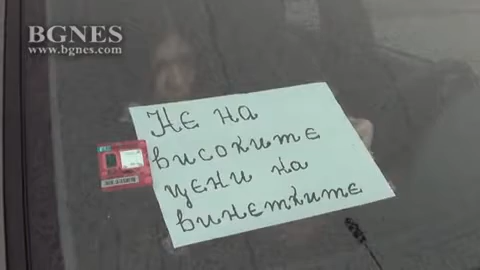 BGNES
www.bgnes.com
НЕ НА
високите
цени на
винетките